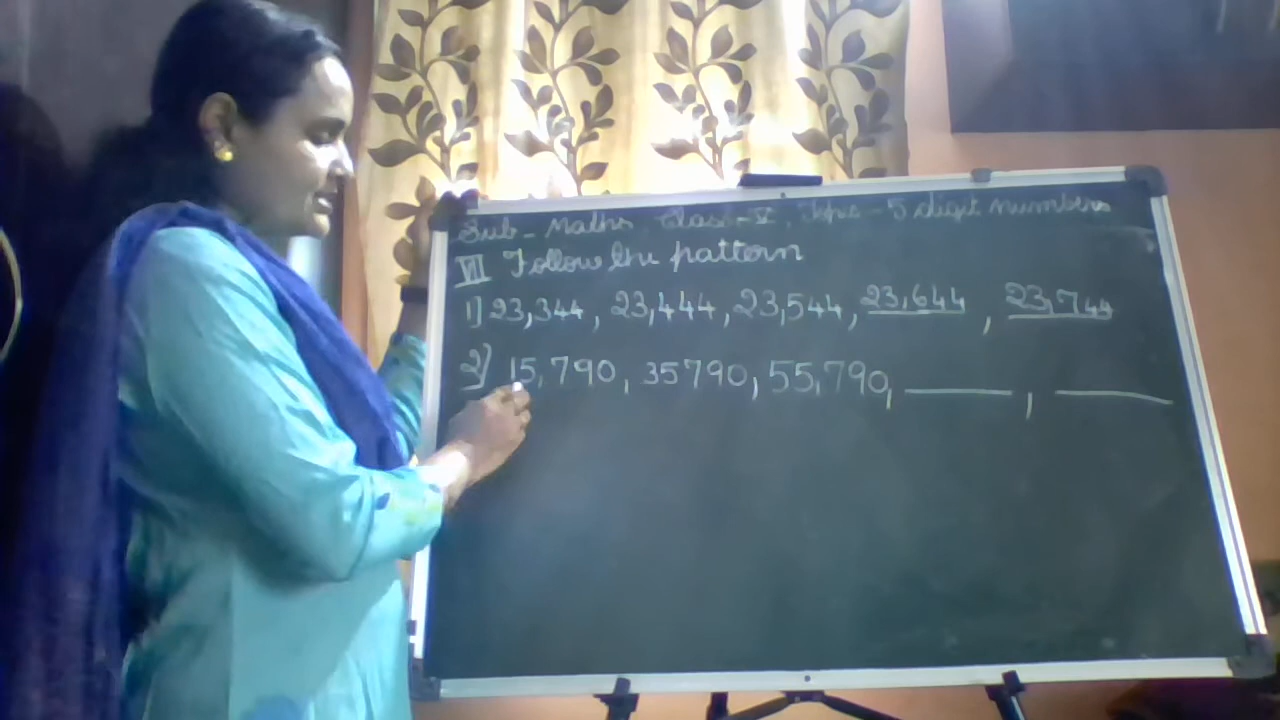 Sub - Maths Class - V, Topic - 5 digit numbers
VII Follow the pattern
1) 23,344, 23,444, 23,544, 23,644, 23,744
2) 15,790, 35790, 55,790, ______, ______